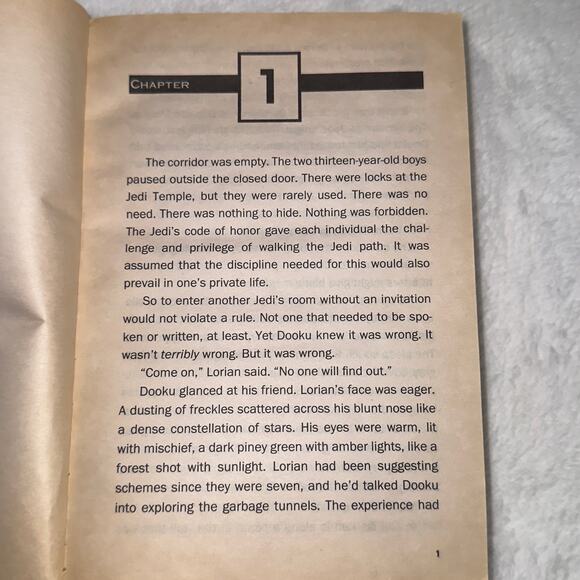 CHAPTER 1
The corridor was empty. The two thirteen-year-old boys
paused outside the closed door. There were locks at the
Jedi Temple, but they were rarely used. There was no
need. There was nothing to hide. Nothing was forbidden.
The Jedi's code of honor gave each individual the chal-
lenge and privilege of walking the Jedi path. It was
assumed that the discipline needed for this would also
prevail in one's private life.
So to enter another Jedi's room without an invitation
would not violate a rule. Not one that needed to be spo-
ken or written, at least. Yet Dooku knew it was wrong. It
wasn't terribly wrong. But it was wrong.
“Come on,” Lorian said. “No one will find out.”
Dooku glanced at his friend. Lorian's face was eager.
A dusting of freckles scattered across his blunt nose like
a dense constellation of stars. His eyes were warm, lit
with mischief, a dark piney green with amber lights, like a
forest shot with sunlight. Lorian had been suggesting
schemes since they were seven, and he'd talked Dooku
into exploring the garbage tunnels. The experience had
1